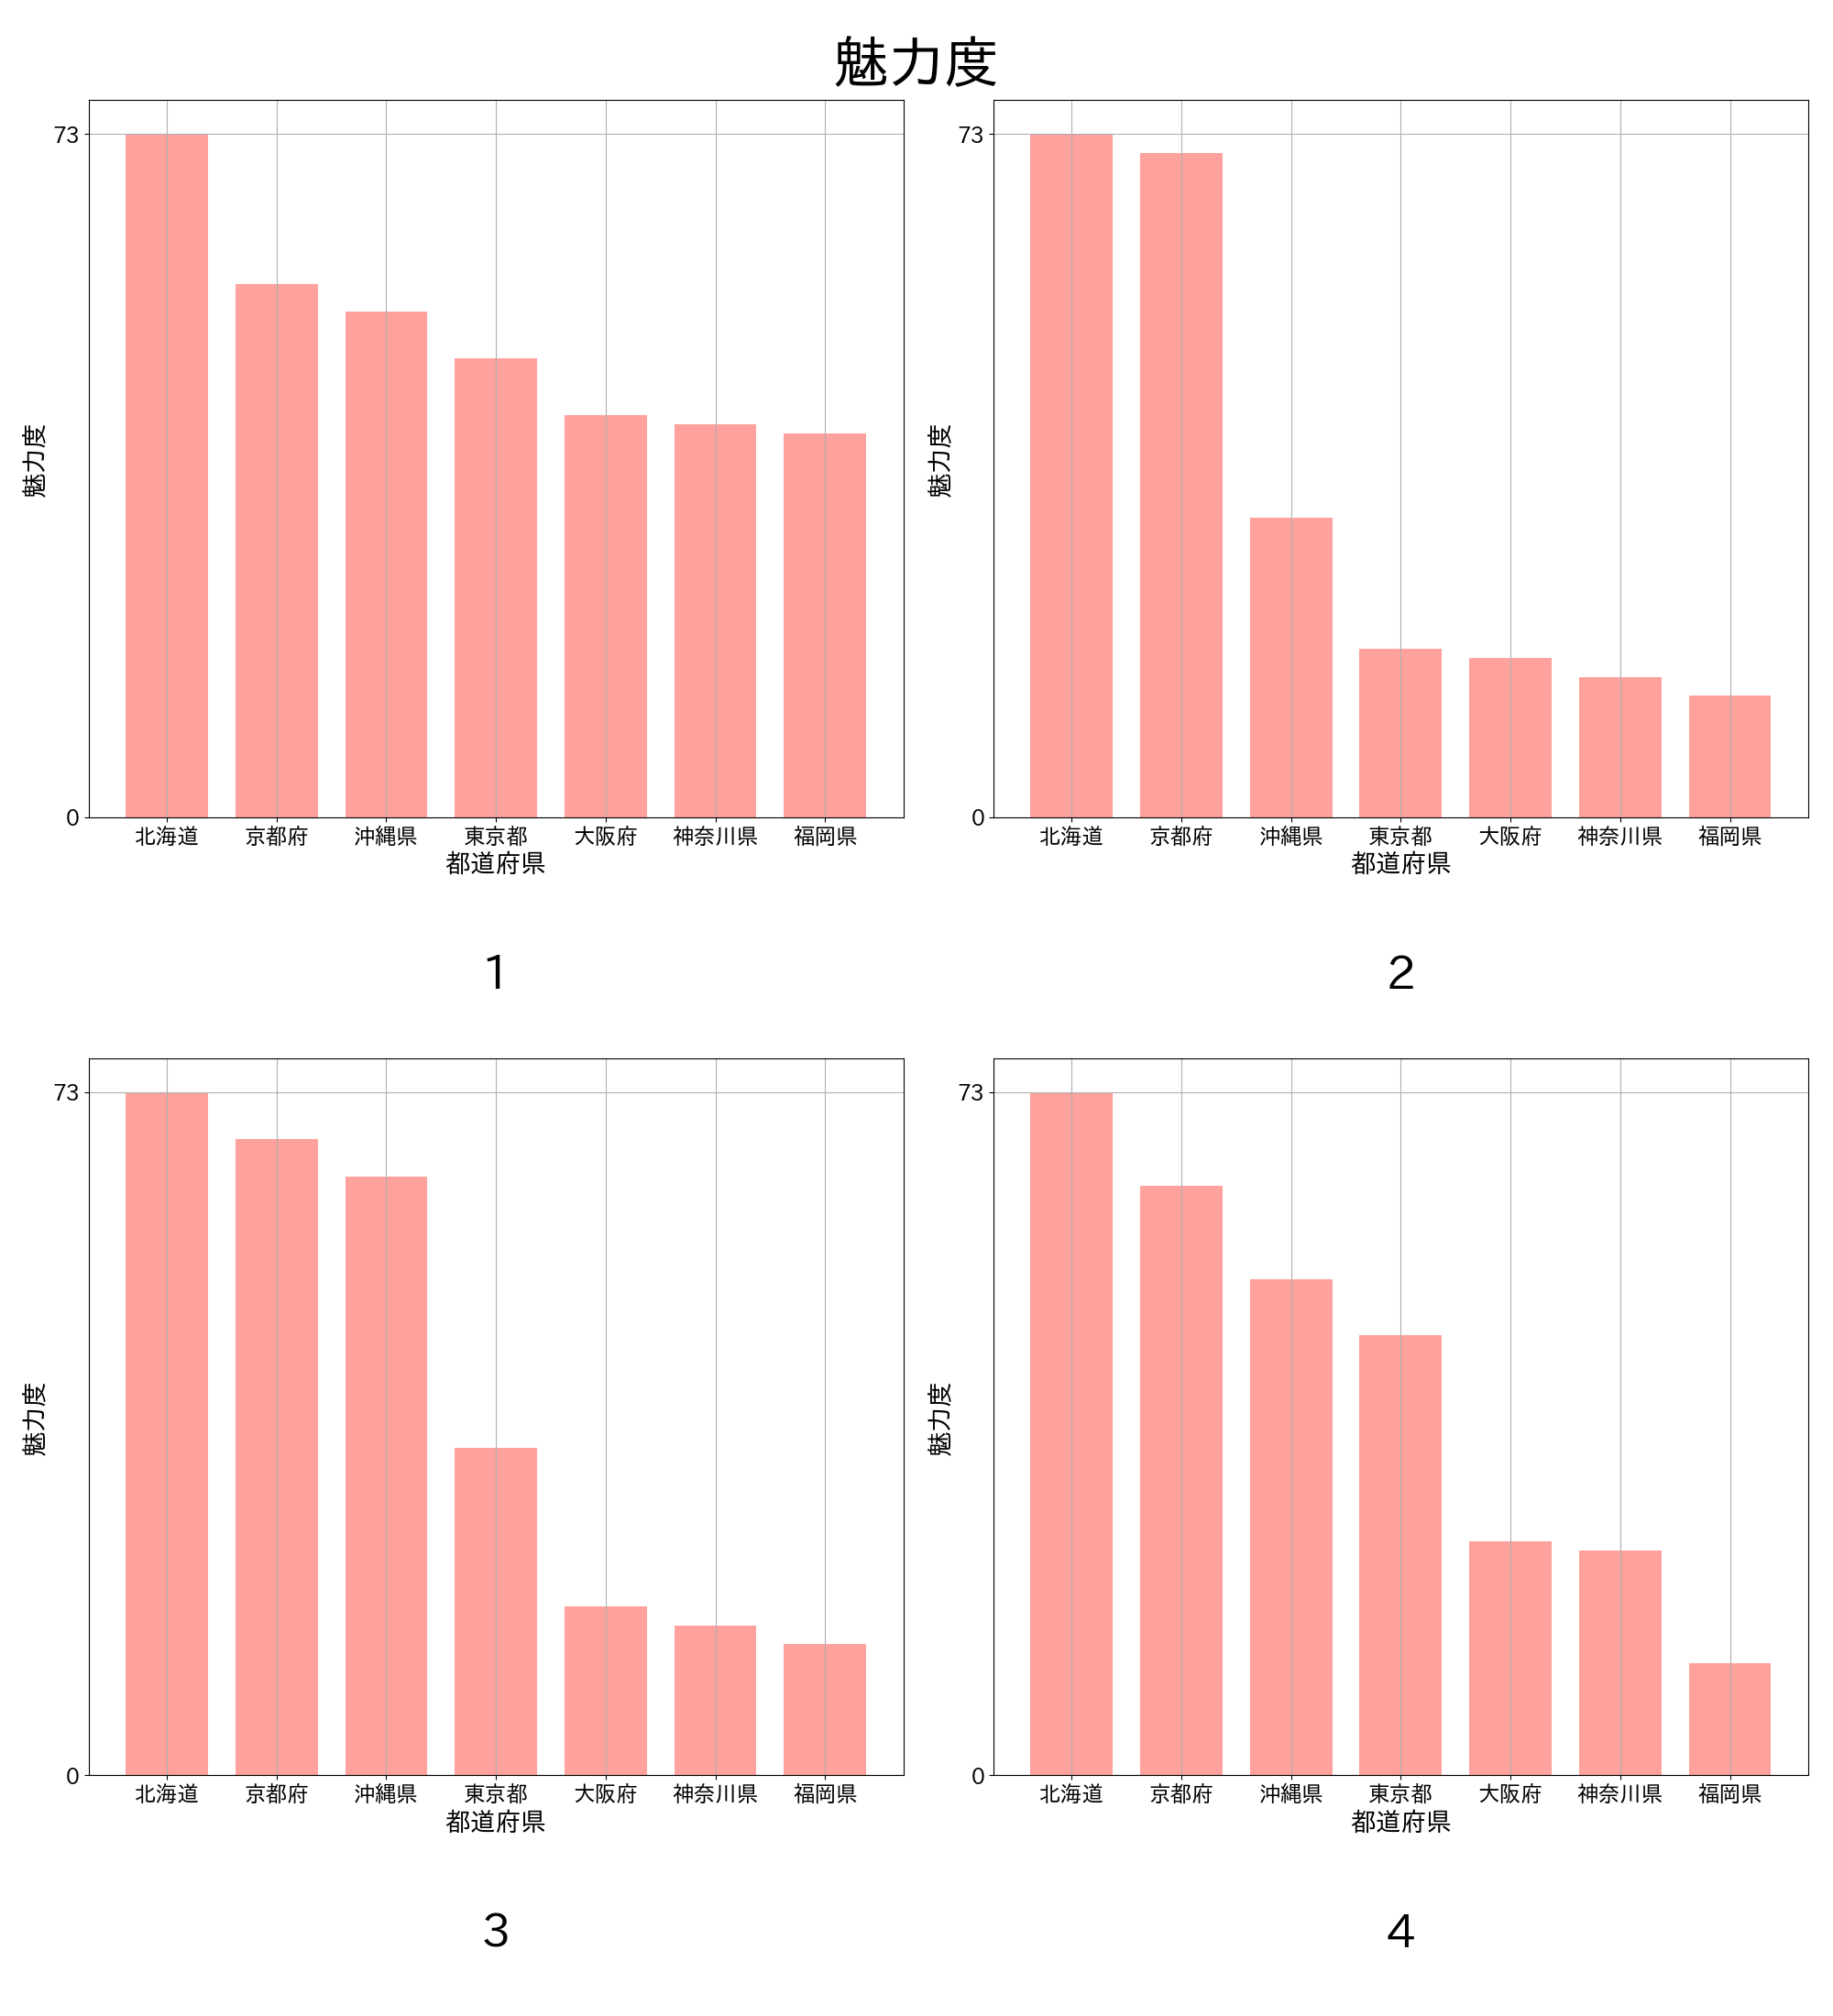 魅力度
73
0
魅力度
北海道 京都府 沖縄県 東京都 大阪府 神奈川県 福岡県
都道府県
1
73
0
魅力度
北海道 京都府 沖縄県 東京都 大阪府 神奈川県 福岡県
都道府県
2
73
0
魅力度
北海道 京都府 沖縄県 東京都 大阪府 神奈川県 福岡県
都道府県
3
73
0
魅力度
北海道 京都府 沖縄県 東京都 大阪府 神奈川県 福岡県
都道府県
4